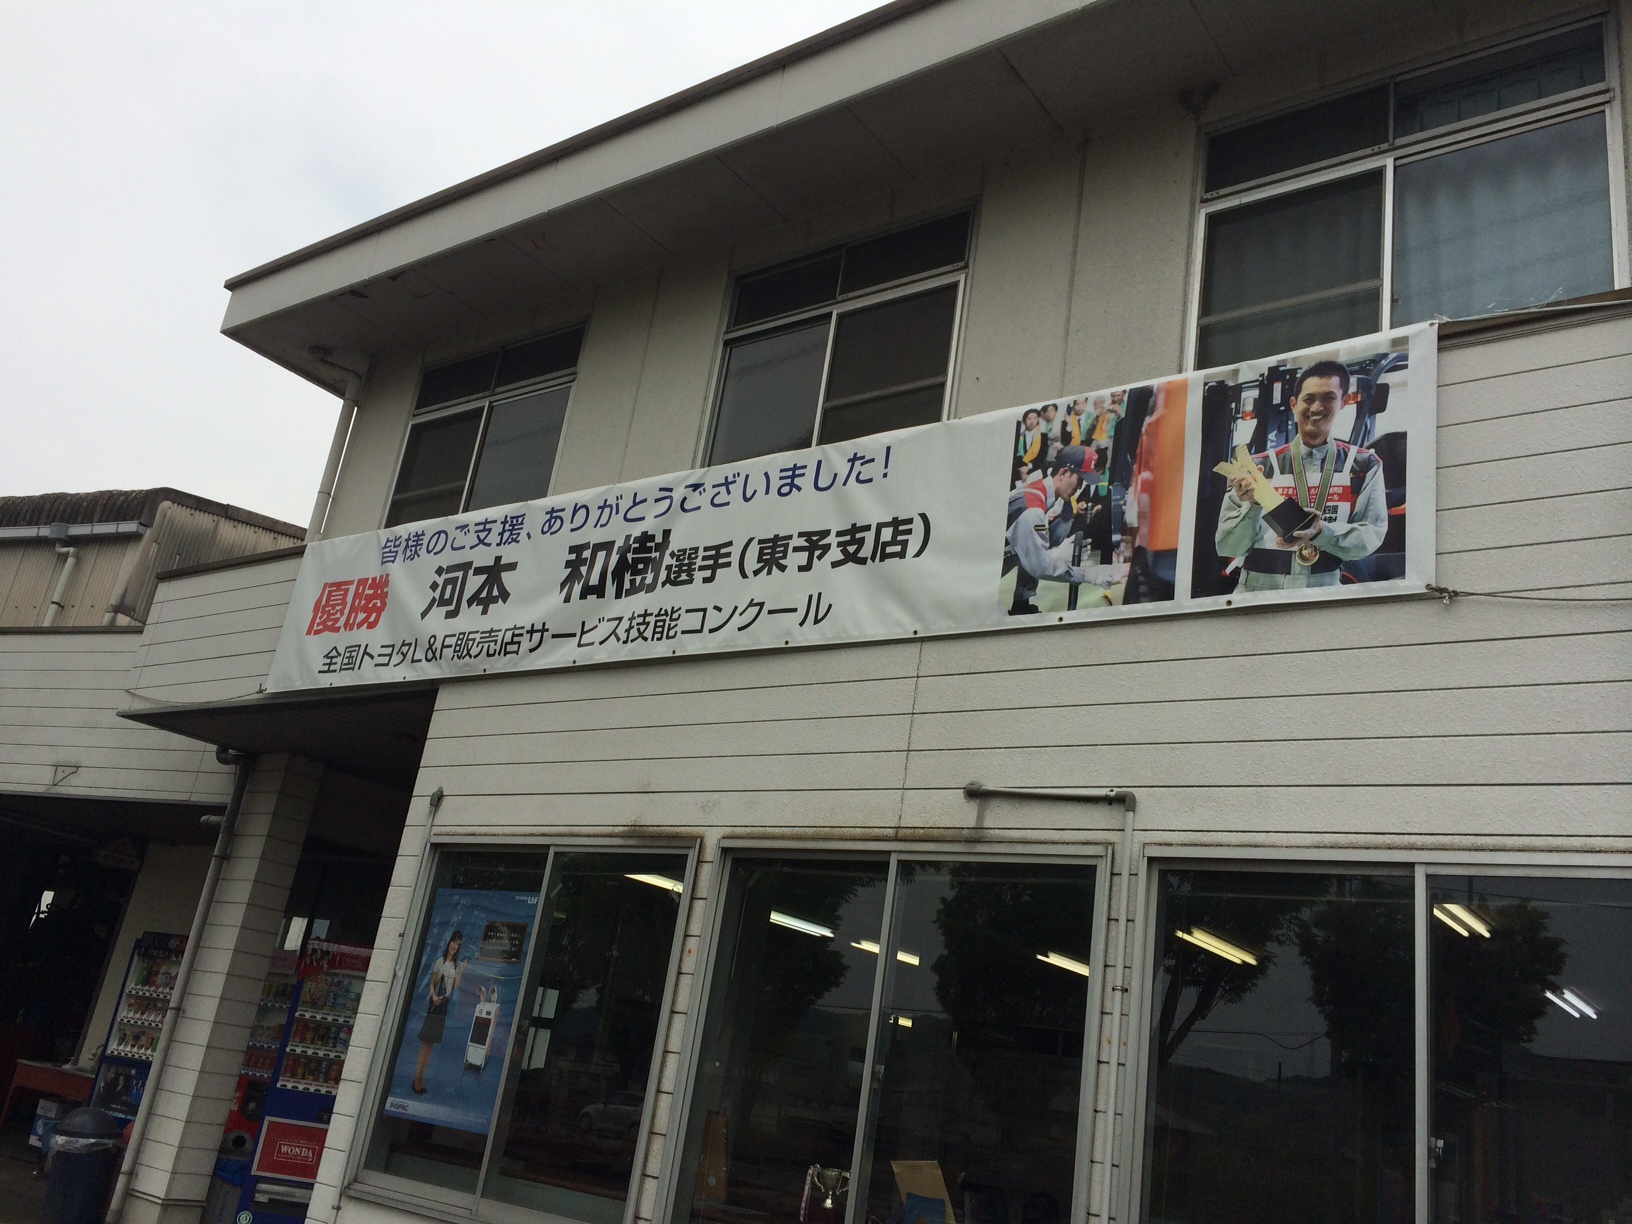 皆様のご支援、ありがとうございました!
優勝 河本 和樹選手(東予支店)
全国トヨタL&F販売店サービス技能コンクール
WONDA